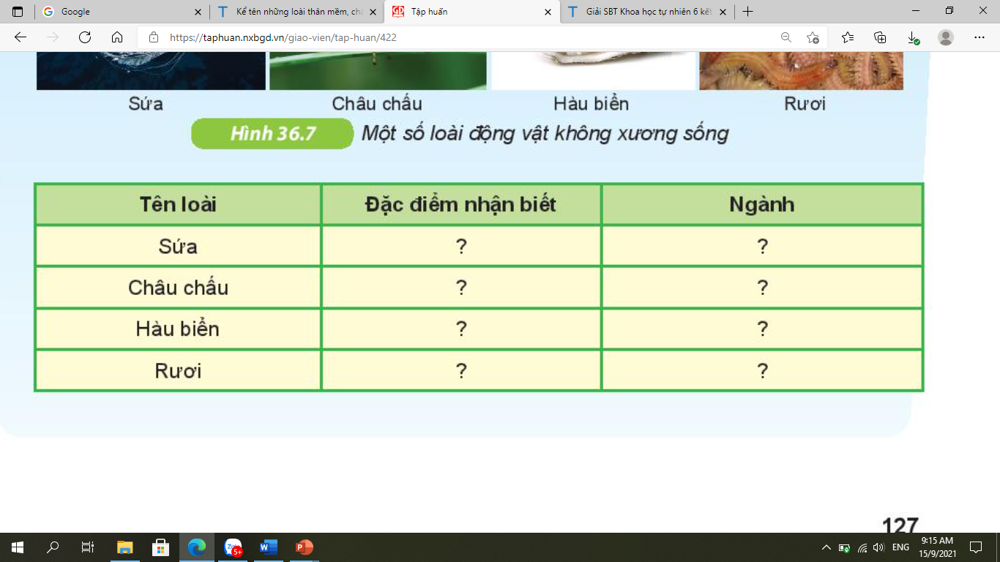 Google
Kể tên những loài thân mềm, ch
Tập huấn
Giải SBT Khoa học tự nhiên 6 kết
https://taphuan.nxbgd.vn/giao-vien/tap-huan/422
Sứa Châu chấu Hàu biển Rươi
Hình 36.7 Một số loài động vật không xương sống
Tên loài Đặc điểm nhận biết Ngành
Sứa ? ?
Châu chấu ? ?
Hàu biển ? ?
Rươi ? ?
127
5+
ENG
9:15 AM
15/9/2021